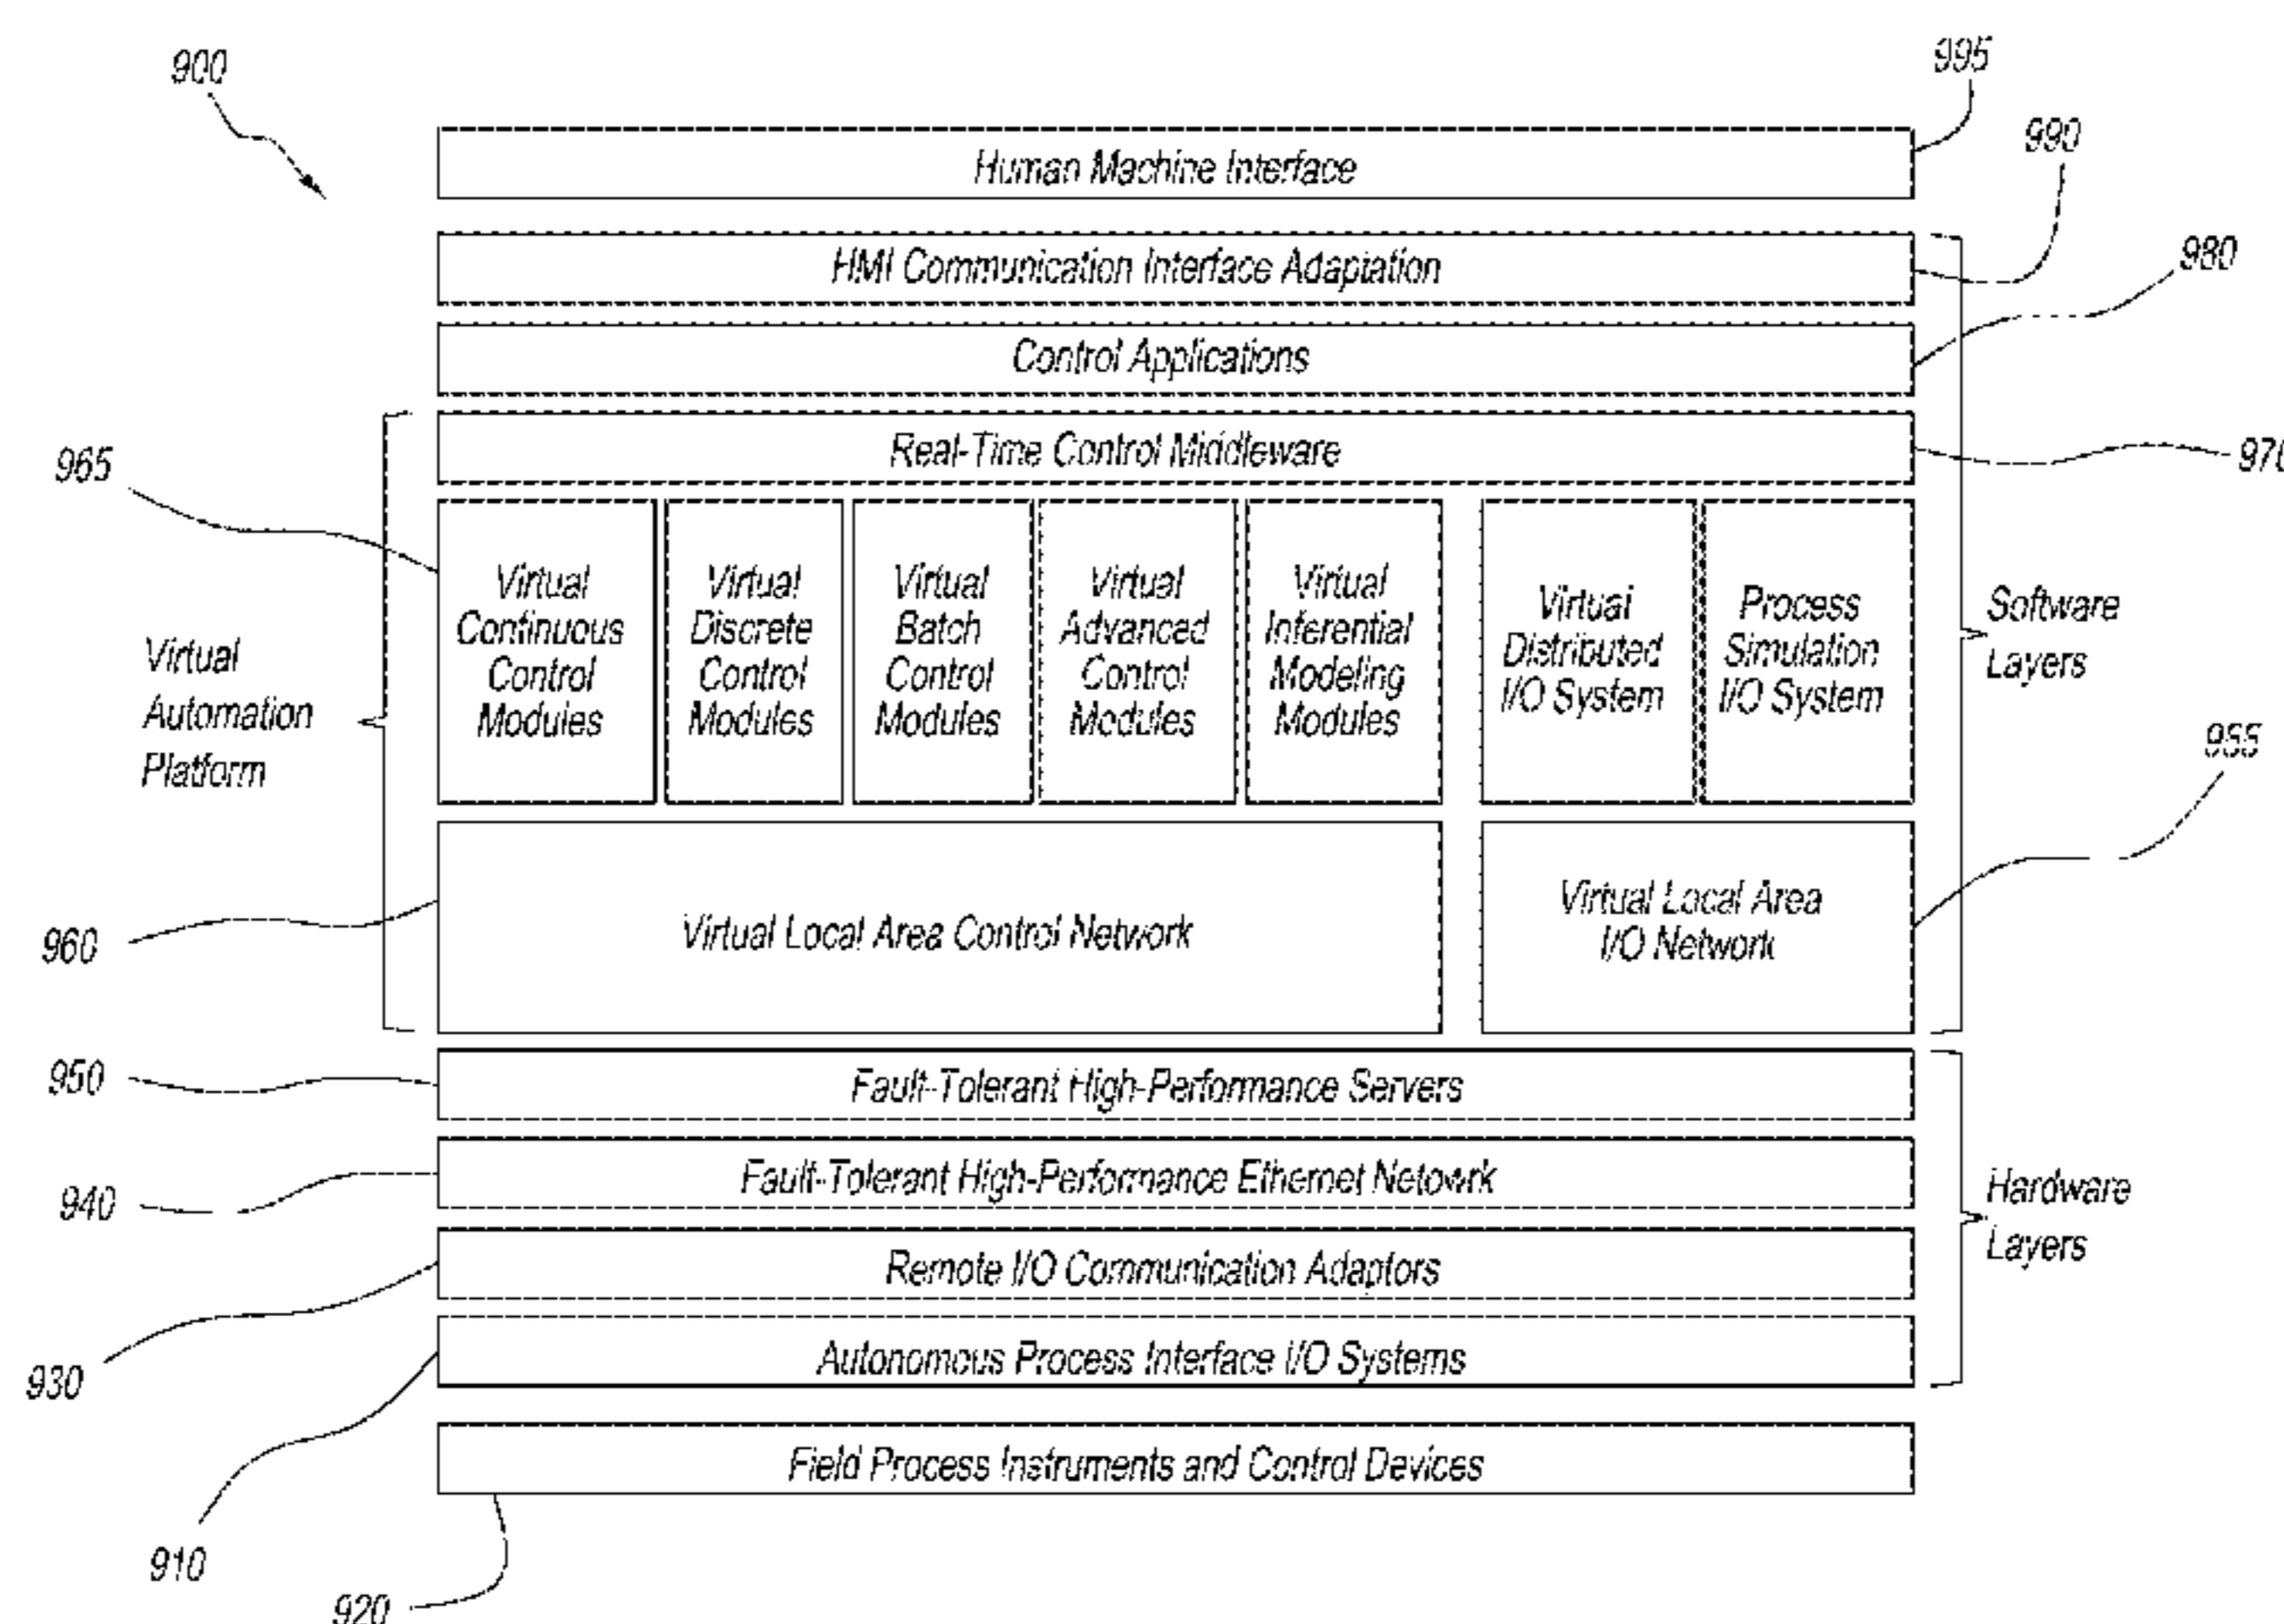 900
995
Human Machine Interface
990
HMI Communication Interface Adaptation
980
Control Applications
965
Real-Time Control Middleware
970
Virtual
Continuous
Control
Modules
Virtual
Discrete
Control
Modules
Virtual
Batch
Control
Modules
Virtual
Advanced
Control
Modules
Virtual
Inferential
Modeling
Modules
Virtual
Distributed
I/O System
Process
Simulation
I/O System
Software
Layers
Virtual
Automation
Platform
955
960
Virtual Local Area Control Network
Virtual Local Area
I/O Network
950
Fault-Tolerant High-Performance Servers
940
Fault-Tolerant High-Performance Ethernet Netowrk
Hardware
Layers
Remote I/O Communication Adaptors
930
Autonomous Process Interface I/O Systems
Field Process Instruments and Control Devices
910
920